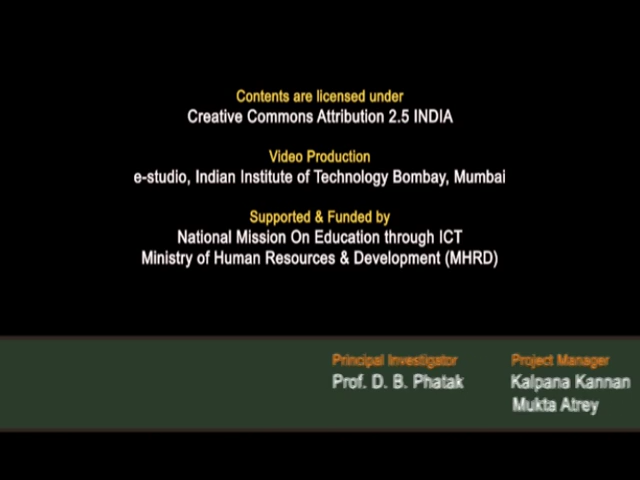 Contents are licensed under
Creative Commons Attribution 2.5 INDIA
Video Production
e-studio, Indian Institute of Technology Bombay, Mumbai
Supported & Funded by
National Mission On Education through ICT
Ministry of Human Resources & Development (MHRD)
Principal Investigator
Prof. D. B. Phatak
Project Manager
Kalpana Kannan
Mukta Atrey